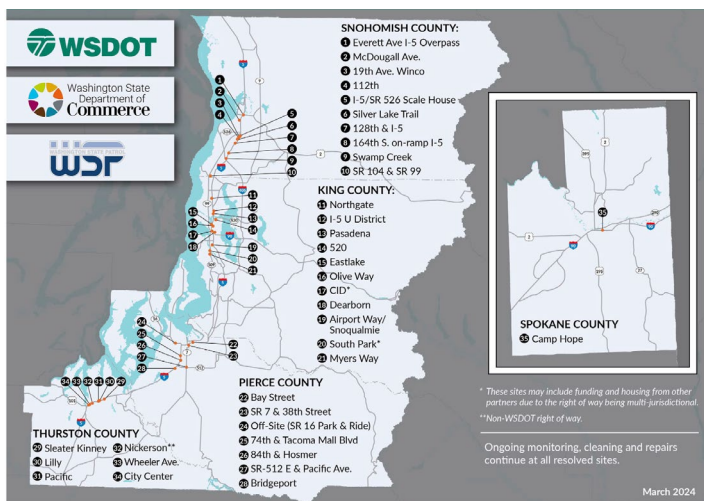 WSDOT
Washington State
Department of
Commerce
WASHINGTON STATE PATROL
WSP
SNOHOMISH COUNTY:
1 Everett Ave I-5 Overpass
2 McDougall Ave.
3 19th Ave. Winco
4 112th
5 I-5/SR 526 Scale House
6 Silver Lake Trail
7 128th & I-5
8 164th S. on-ramp I-5
9 Swamp Creek
10 SR 104 & SR 99
KING COUNTY:
11 Northgate
12 I-5 U District
13 Pasadena
14 520
15 Eastlake
16 Olive Way
17 CID*
18 Dearborn
19 Airport Way/
Snoqualmie
20 South Park*
21 Myers Way
PIERCE COUNTY
22 Bay Street
23 SR 7 & 38th Street
24 Off-Site (SR 16 Park & Ride)
25 74th & Tacoma Mall Blvd
26 84th & Hosmer
27 SR-512 E & Pacific Ave.
28 Bridgeport
THURSTON COUNTY
29 Sleater Kinney
30 Lilly
31 Pacific
32 Nickerson**
33 Wheeler Ave.
34 City Center
SPOKANE COUNTY
35 Camp Hope
* These sites may include funding and housing from other
partners due to the right of way being multi-jurisdictional.
**Non-WSDOT right of way.
Ongoing monitoring, cleaning and repairs
continue at all resolved sites.
March 2024